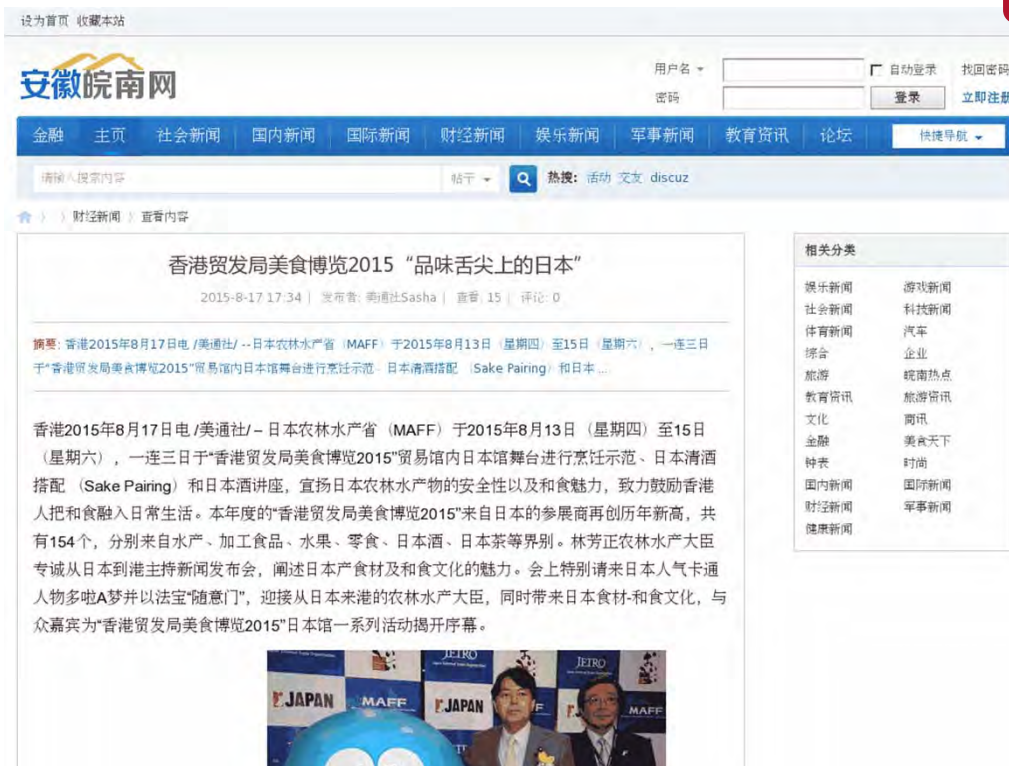 设为首页 收藏本站
安徽皖南网
用户名
自动登录 找回密码
密码
登录 立即注册
金融 主页 社会新闻 国内新闻 国际新闻 财经新闻 娱乐新闻 军事新闻 教育资讯 论坛 快捷导航
请输入搜索内容 帖子 热搜: 活动 交友 discuz
财经新闻 〉 查看内容
香港贸发局美食博览2015“品味舌尖上的日本”
2015-8-17 17:34 | 发布者: 美通社Sasha | 查看: 15 | 评论: 0
摘要: 香港2015年8月17日电 /美通社/ --日本农林水产省 (MAFF) 于2015年8月13日 (星期四) 至15日 (星期六) ，一连三日
于“香港贸发局美食博览2015”贸易馆内日本馆舞台进行烹饪示范、日本清酒搭配 (Sake Pairing) 和日本 ...
香港2015年8月17日电 /美通社/ – 日本农林水产省（MAFF）于2015年8月13日（星期四）至15日
（星期六），一连三日于“香港贸发局美食博览2015”贸易馆内日本馆舞台进行烹饪示范、日本清酒
搭配 （Sake Pairing）和日本酒讲座，宣扬日本农林水产物的安全性以及和食魅力，致力鼓励香港
人把和食融入日常生活。本年度的“香港贸发局美食博览2015”来自日本的参展商再创历年新高，共
有154个，分别来自水产、加工食品、水果、零食、日本酒、日本茶等界别。林芳正农林水产大臣
专诚从日本到港主持新闻发布会，阐述日本产食材及和食文化的魅力。会上特别请来日本人气卡通
人物多啦A梦并以法宝“随意门”，迎接从日本来港的农林水产大臣，同时带来日本食材-和食文化，与
众嘉宾为“香港贸发局美食博览2015”日本馆一系列活动揭开序幕。
JETRO JETRO
JAPAN MAFF JAPAN MAFF
相关分类
娱乐新闻 游戏新闻
社会新闻 科技新闻
体育新闻 汽车
综合 企业
旅游 皖南热点
教育资讯 旅游资讯
文化 商讯
金融 美食天下
钟表 时尚
国内新闻 国际新闻
财经新闻 军事新闻
健康新闻